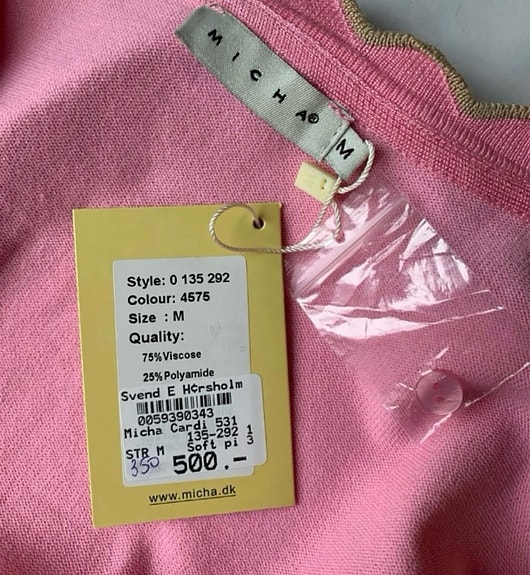 MICHA®
M
Style: 0 135 292
Colour: 4575
Size : M
Quality:
75%Viscose
25%Polyamide
Svend E H¢rsholm
0059390343
Micha Cardi 531
135-292 1
STR M Soft pi 3
350 500.-
www.micha.dk